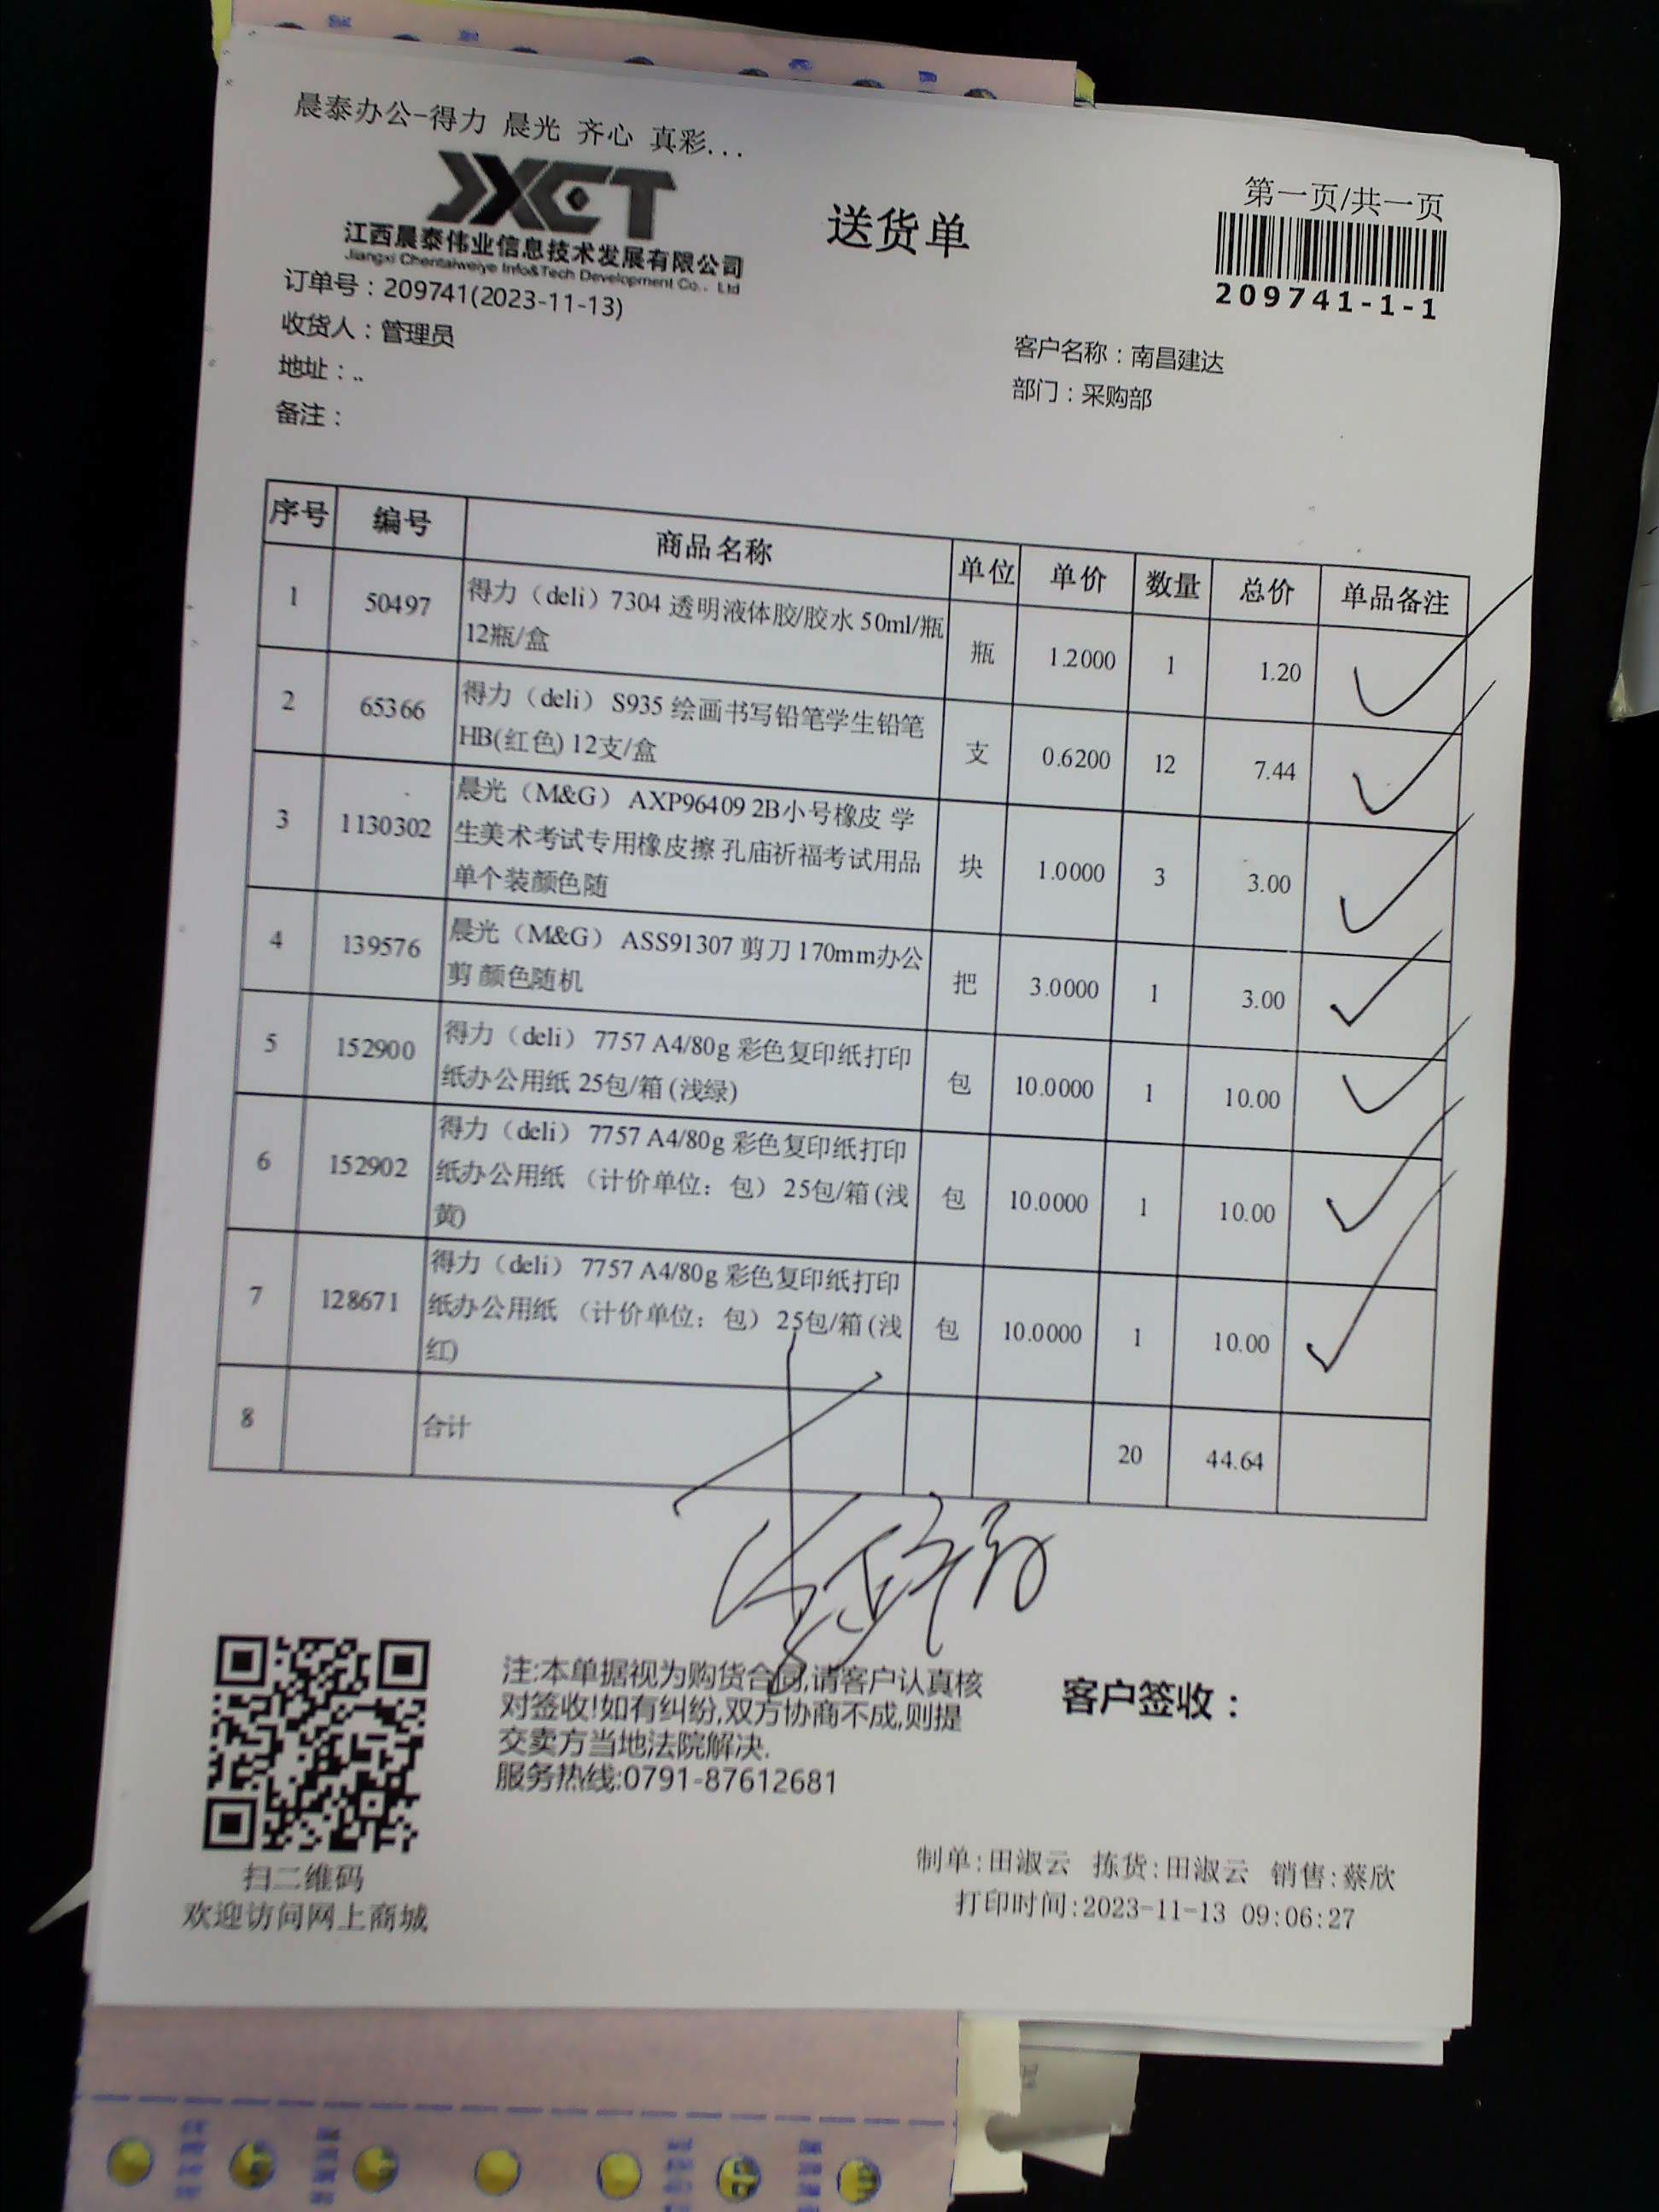 晨泰办公-得力 晨光 齐心 真彩...
JXCT
江西晨泰伟业信息技术发展有限公司
Jiangxi Chentaiweiye Info&Tech Development Co., Ltd
送货单
第一页/共一页
209741-1-1
订单号：209741(2023-11-13)
收货人：管理员
地址：..
备注：
客户名称：南昌建达
部门：采购部
序号 编号 商品名称 单位 单价 数量 总价 单品备注
1 50497 得力（deli）7304 透明液体胶/胶水 50ml/瓶
12瓶/盒 瓶 1.2000 1 1.20
2 65366 得力（deli） S935 绘画书写铅笔学生铅笔
HB(红色) 12支/盒 支 0.6200 12 7.44
3 1130302 晨光（M&G） AXP96409 2B小号橡皮 学
生美术考试专用橡皮擦 孔庙祈福考试用品
单个装颜色随 块 1.0000 3 3.00
4 139576 晨光（M&G） ASS91307 剪刀 170mm办公
剪 颜色随机 把 3.0000 1 3.00
5 152900 得力（deli） 7757 A4/80g 彩色复印纸打印
纸办公用纸 25包/箱 (浅绿) 包 10.0000 1 10.00
6 152902 得力（deli） 7757 A4/80g 彩色复印纸打印
纸办公用纸 （计价单位：包） 25包/箱 (浅
黄) 包 10.0000 1 10.00
7 128671 得力（deli） 7757 A4/80g 彩色复印纸打印
纸办公用纸 （计价单位：包） 25包/箱 (浅
红) 包 10.0000 1 10.00
8 合计 20 44.64
注:本单据视为购货合同,请客户认真核
对签收!如有纠纷,双方协商不成,则提
交卖方当地法院解决.
服务热线:0791-87612681
客户签收：
扫二维码
欢迎访问网上商城
制单:田淑云 拣货:田淑云 销售:蔡欣
打印时间:2023-11-13 09:06:27